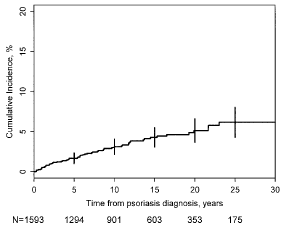 20
15
10
5
0
Cumulative Incidence, %
0 5 10 15 20 25 30
Time from psoriasis diagnosis, years
N=1593 1294 901 603 353 175